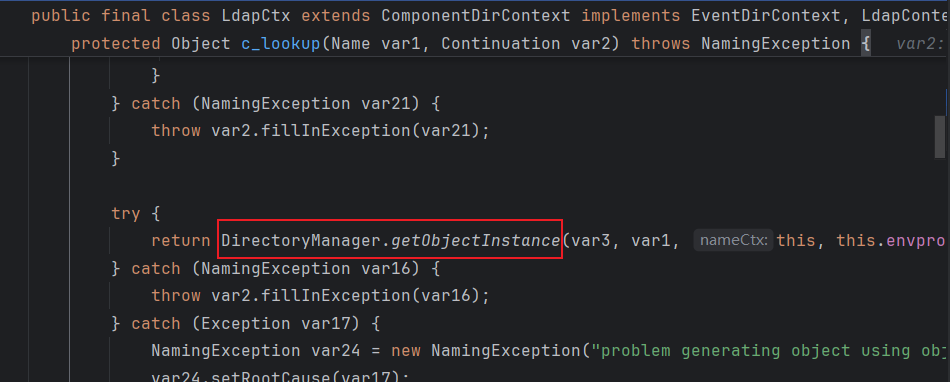 public final class LdapCtx extends ComponentDirContext implements EventDirContext, LdapConte
protected Object c_lookup(Name var1, Continuation var2) throws NamingException { var2:
}
} catch (NamingException var21) {
throw var2.fillInException(var21);
}
try {
return DirectoryManager.getObjectInstance(var3, var1, nameCtx: this, this.envpro
} catch (NamingException var16) {
throw var2.fillInException(var16);
} catch (Exception var17) {
NamingException var24 = new NamingException("problem generating object using obj
var24.setRootCause(var17);